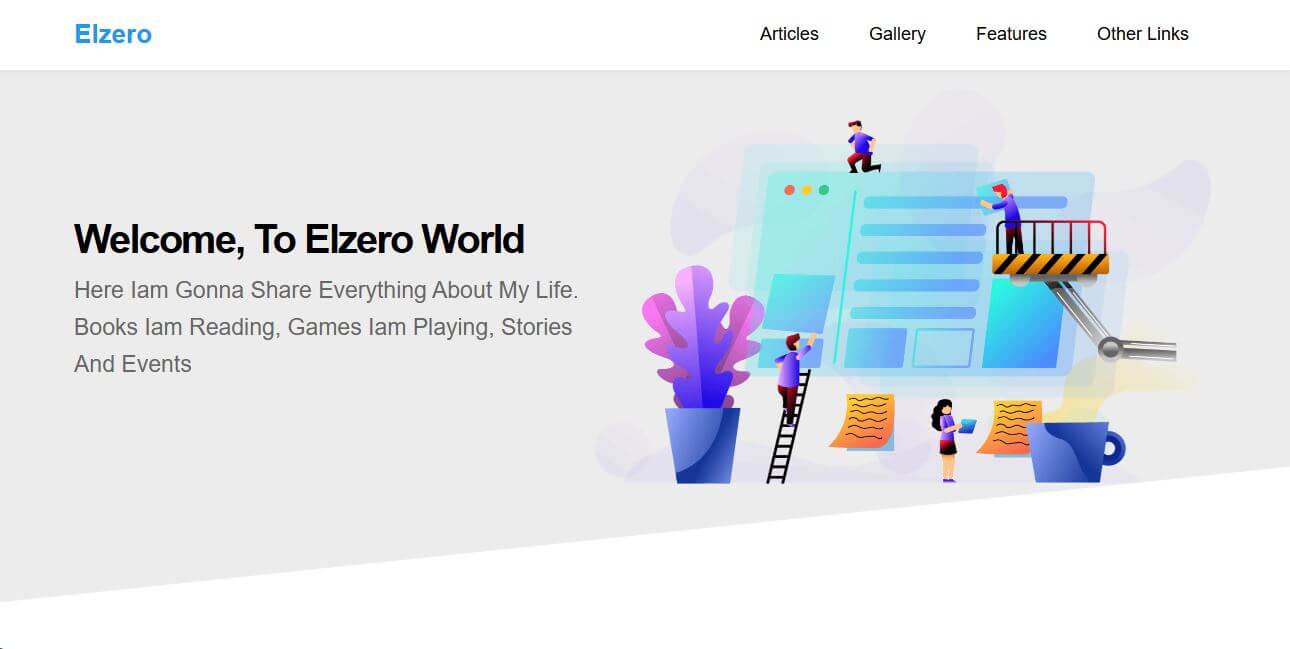 Elzero
Articles
Gallery
Features
Other Links
Welcome, To Elzero World
Here Iam Gonna Share Everything About My Life.
Books Iam Reading, Games Iam Playing, Stories
And Events